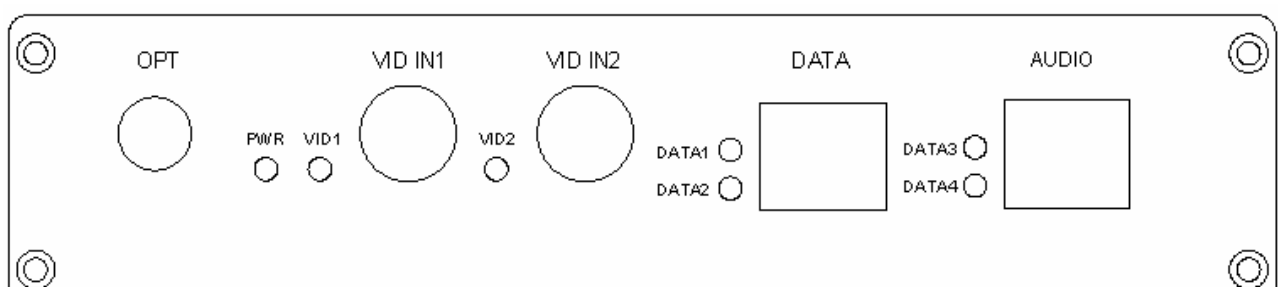 OPT
VID IN1
VID IN2
DATA
AUDIO
PWR
VID1
VID2
DATA1
DATA2
DATA3
DATA4